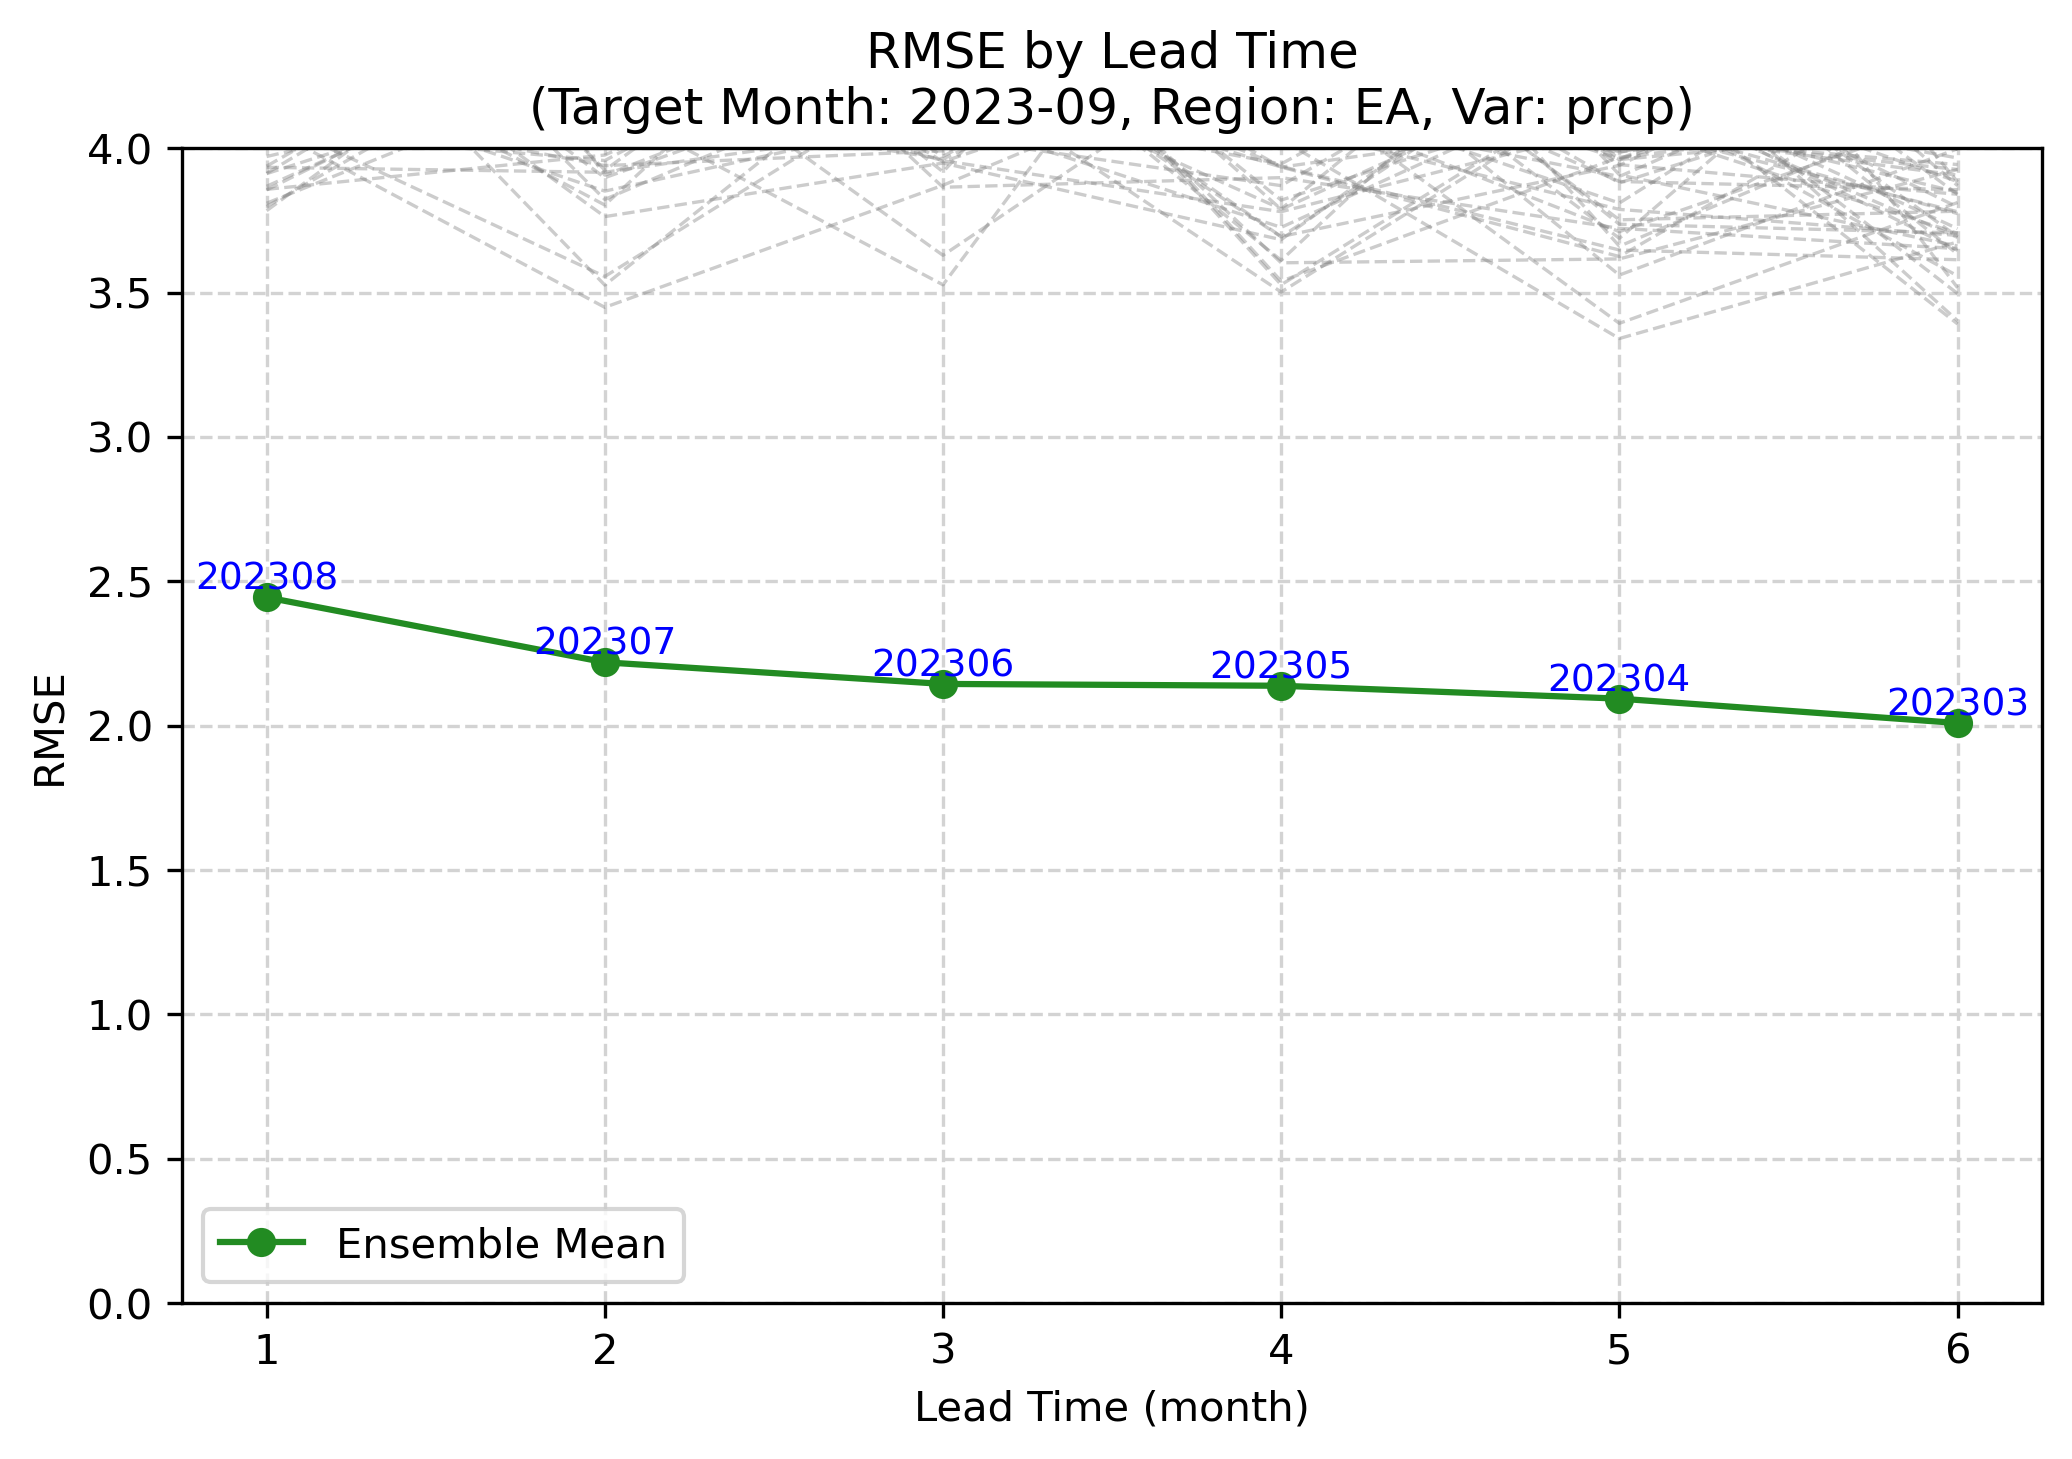 RMSE by Lead Time
(Target Month: 2023-09, Region: EA, Var: prcp)
4.0
3.5
3.0
2.5
2.0
1.5
1.0
0.5
0.0
RMSE
202308
202307
202306
202305
202304
202303
Ensemble Mean
1 2 3 4 5 6
Lead Time (month)